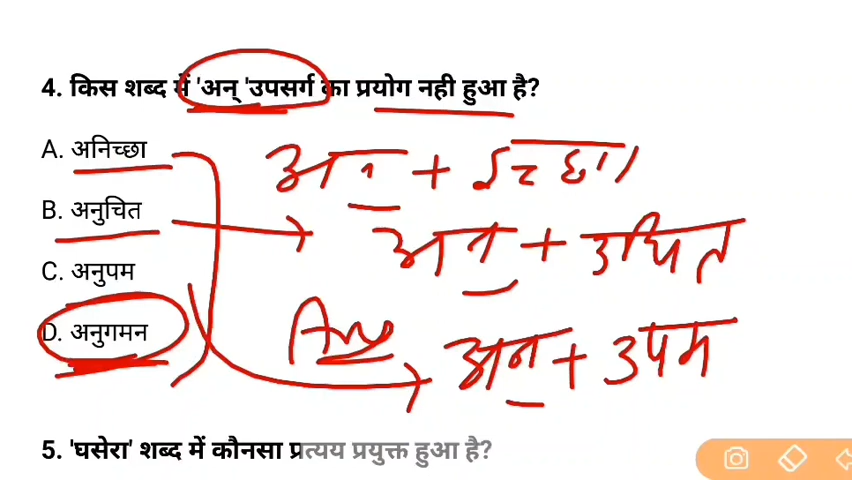 4. किस शब्द में 'अन् 'उपसर्ग का प्रयोग नही हुआ है?
A. अनिच्छा
अन + इच्छा
B. अनुचित
अन + उचित
C. अनुपम
D. अनुगमन
Ans
अन + उपम
5. 'घसेरा' शब्द में कौनसा प्रत्यय प्रयुक्त हुआ है?